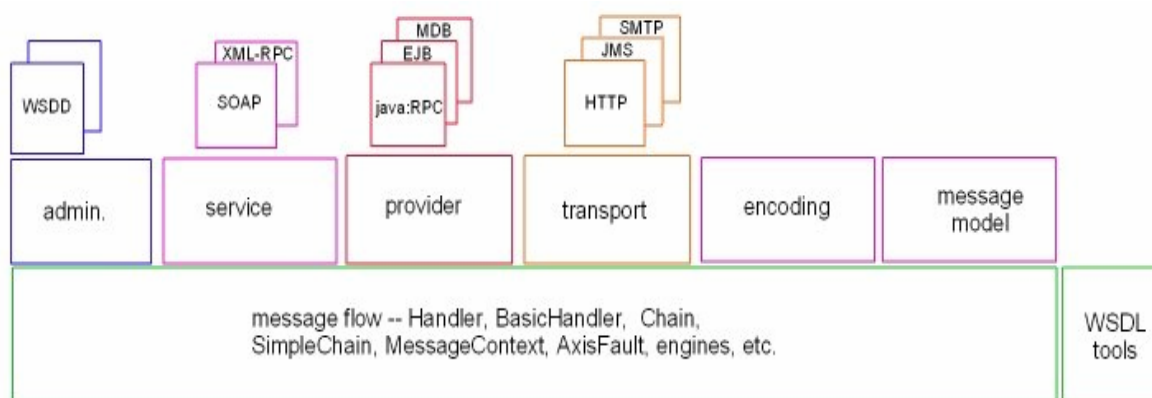 MDB
SMTP
XML-RPC
EJB
JMS
WSDD
SOAP
java:RPC
HTTP
admin.
service
provider
transport
encoding
message
model
message flow -- Handler, BasicHandler, Chain,
SimpleChain, MessageContext, AxisFault, engines, etc.
WSDL
tools